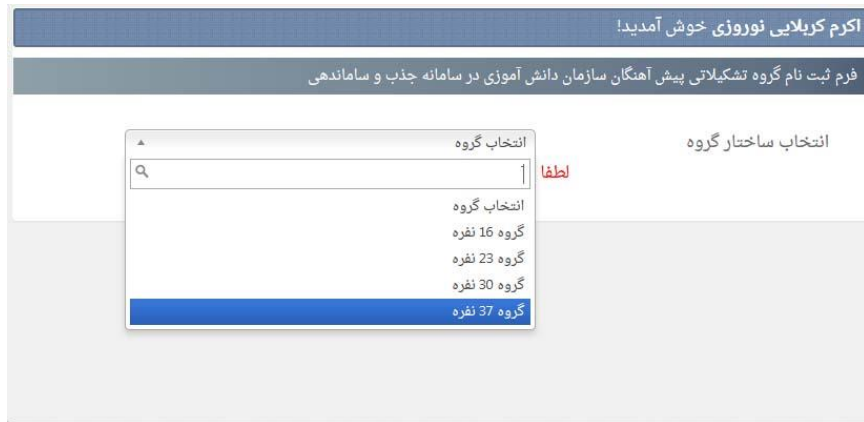 اکرم کربلایی نوروزی خوش آمدید!
فرم ثبت نام گروه تشکیلاتی پیش آهنگان سازمان دانش آموزی در سامانه جذب و ساماندهی
انتخاب ساختار گروه
انتخاب گروه
لطفا
انتخاب گروه
گروه 16 نفره
گروه 23 نفره
گروه 30 نفره
گروه 37 نفره